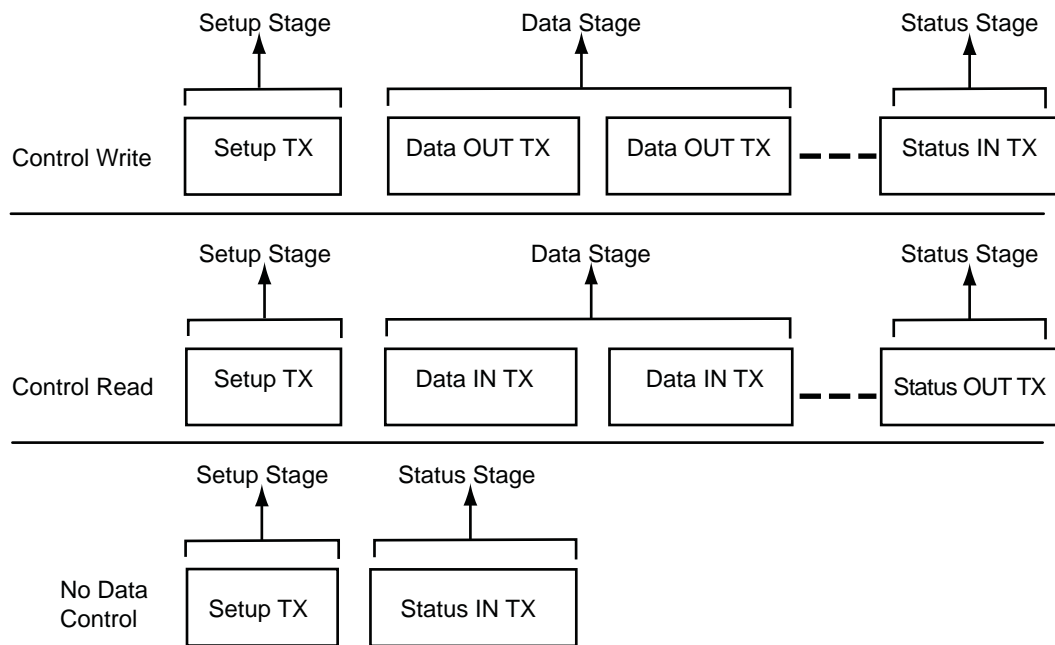 Setup Stage Data Stage Status Stage
Control Write Setup TX Data OUT TX Data OUT TX Status IN TX
Setup Stage Data Stage Status Stage
Control Read Setup TX Data IN TX Data IN TX Status OUT TX
Setup Stage Status Stage
No Data
Control Setup TX Status IN TX